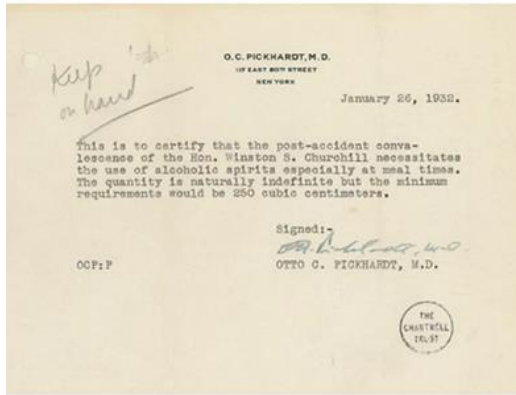 Keep
on hand
O.C. PICKHARDT, M.D.
117 EAST 80TH STREET
NEW YORK
January 26, 1932.
This is to certify that the post-accident conva-
lescence of the Hon. Winston S. Churchill necessitates
the use of alcoholic spirits especially at meal times.
The quantity is naturally indefinite but the minimum
requirements would be 250 cubic centimeters.
Signed:-
OCP:P
OTTO C. PICKHARDT, M.D.
THE
CHARTWELL
TRUST